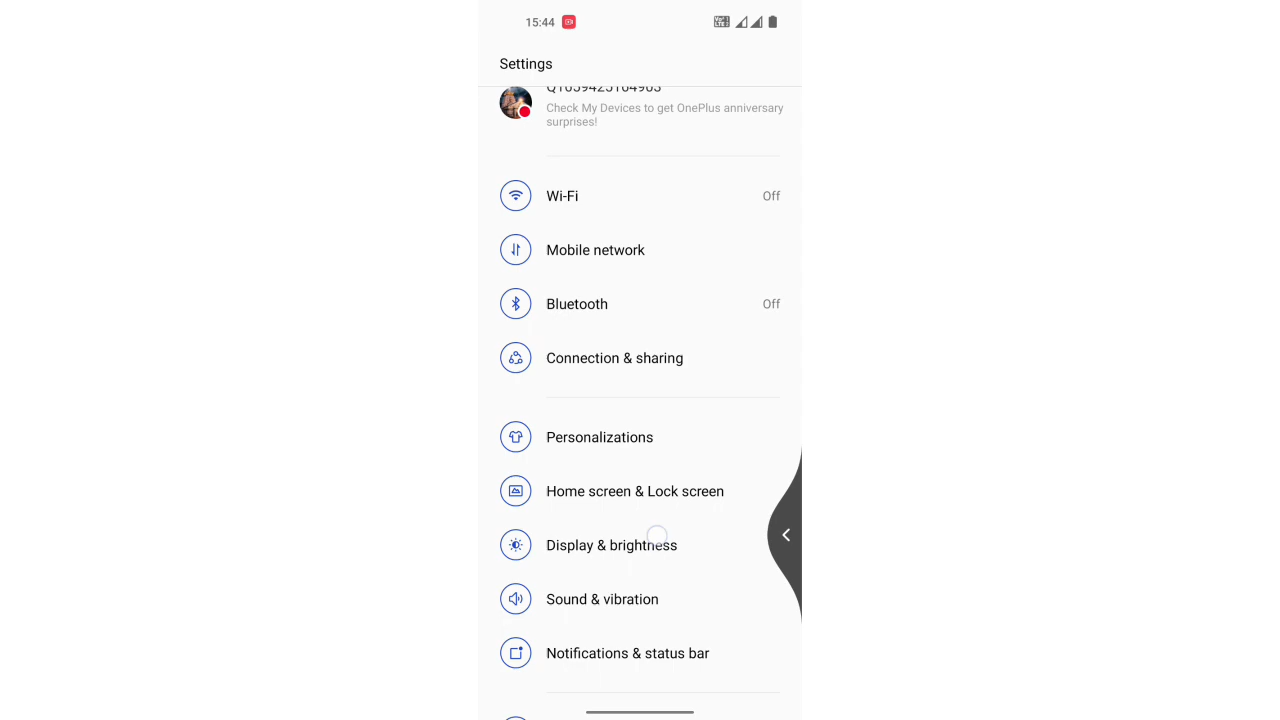 15:44
Settings
Check My Devices to get OnePlus anniversary
surprises!
Wi-Fi Off
Mobile network
Bluetooth Off
Connection & sharing
Personalizations
Home screen & Lock screen
Display & brightness
Sound & vibration
Notifications & status bar